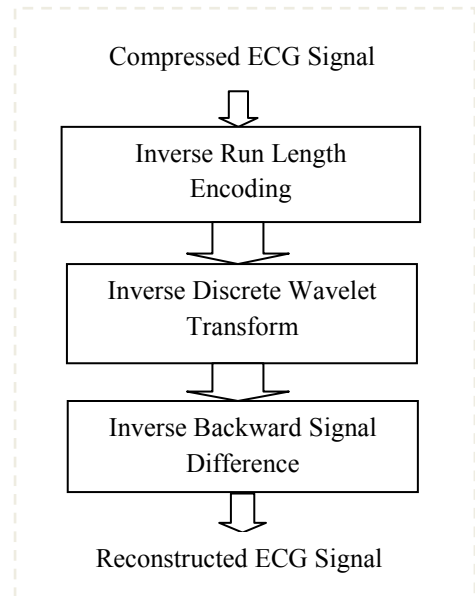 Compressed ECG Signal
Inverse Run Length
Encoding
Inverse Discrete Wavelet
Transform
Inverse Backward Signal
Difference
Reconstructed ECG Signal